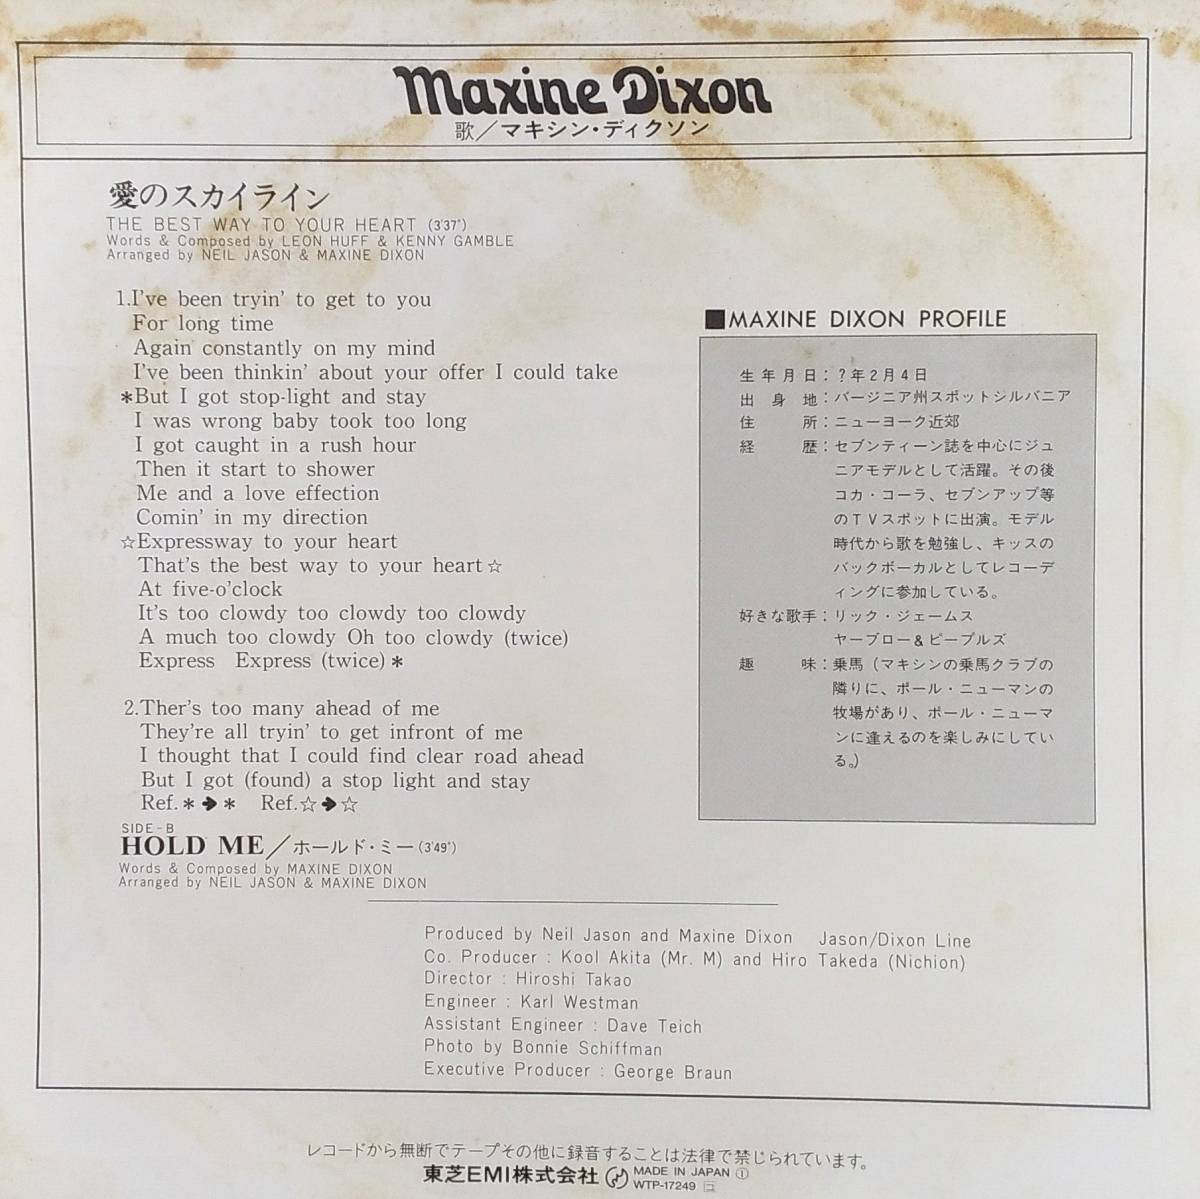 Maxine Dixon
歌／マキシン・ディクソン
愛のスカイライン
THE BEST WAY TO YOUR HEART (3'37")
Words & Composed by LEON HUFF & KENNY GAMBLE
Arranged by NEIL JASON & MAXINE DIXON
1.I've been tryin' to get to you
For long time
Again constantly on my mind
I've been thinkin' about your offer I could take
*But I got stop-light and stay
I was wrong baby took too long
I got caught in a rush hour
Then it start to shower
Me and a love effection
Comin' in my direction
☆Expressway to your heart
That's the best way to your heart☆
At five-o'clock
It's too clowdy too clowdy too clowdy
A much too clowdy Oh too clowdy (twice)
Express Express (twice)*
2.Ther's too many ahead of me
They're all tryin' to get infront of me
I thought that I could find clear road ahead
But I got (found) a stop light and stay
Ref.*➔* Ref.☆➔☆
SIDE-B
HOLD ME／ホールド・ミー(3'49")
Words & Composed by MAXINE DIXON
Arranged by NEIL JASON & MAXINE DIXON
■MAXINE DIXON PROFILE
生年月日：？年2月4日
出身地：バージニア州スポットシルバニア
住所：ニューヨーク近郊
経歴：セブンティーン誌を中心にジュ
ニアモデルとして活躍。その後
コカ・コーラ、セブンアップ等
のTVスポットに出演。モデル
時代から歌を勉強し、キッスの
バックボーカルとしてレコーデ
ィングに参加している。
好きな歌手：リック・ジェームス
ヤーブロー&ピープルズ
趣味：乗馬（マキシンの乗馬クラブの
隣りに、ポール・ニューマンの
牧場があり、ポール・ニューマ
ンに逢えるのを楽しみにしてい
る。）
Produced by Neil Jason and Maxine Dixon Jason/Dixon Line
Co. Producer : Kool Akita (Mr. M) and Hiro Takeda (Nichion)
Director : Hiroshi Takao
Engineer : Karl Westman
Assistant Engineer : Dave Teich
Photo by Bonnie Schiffman
Executive Producer : George Braun
レコードから無断でテープその他に録音することは法律で禁じられています。
東芝EMI株式会社 MADE IN JAPAN ①
WTP-17249 ▢